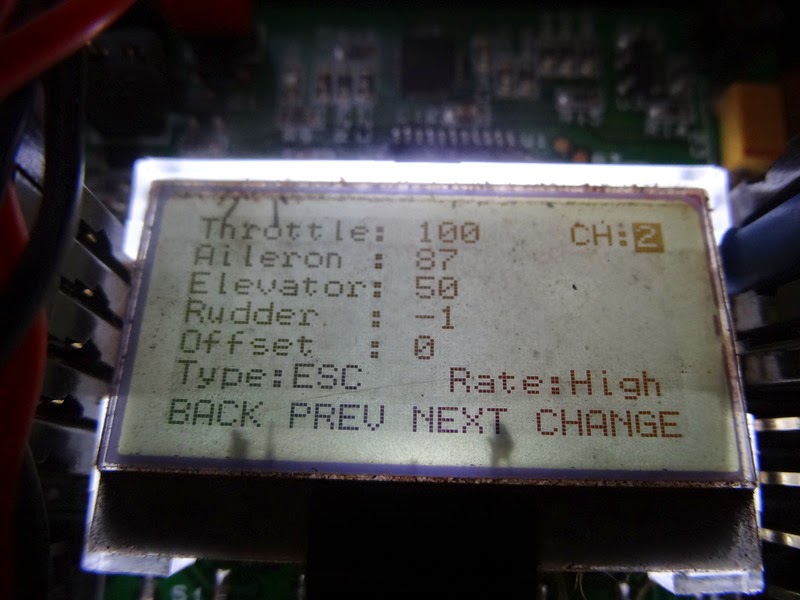 Throttle: 100 CH:2
Aileron : 87
Elevator: 50
Rudder : -1
Offset : 0
Type:ESC Rate:High
BACK PREV NEXT CHANGE